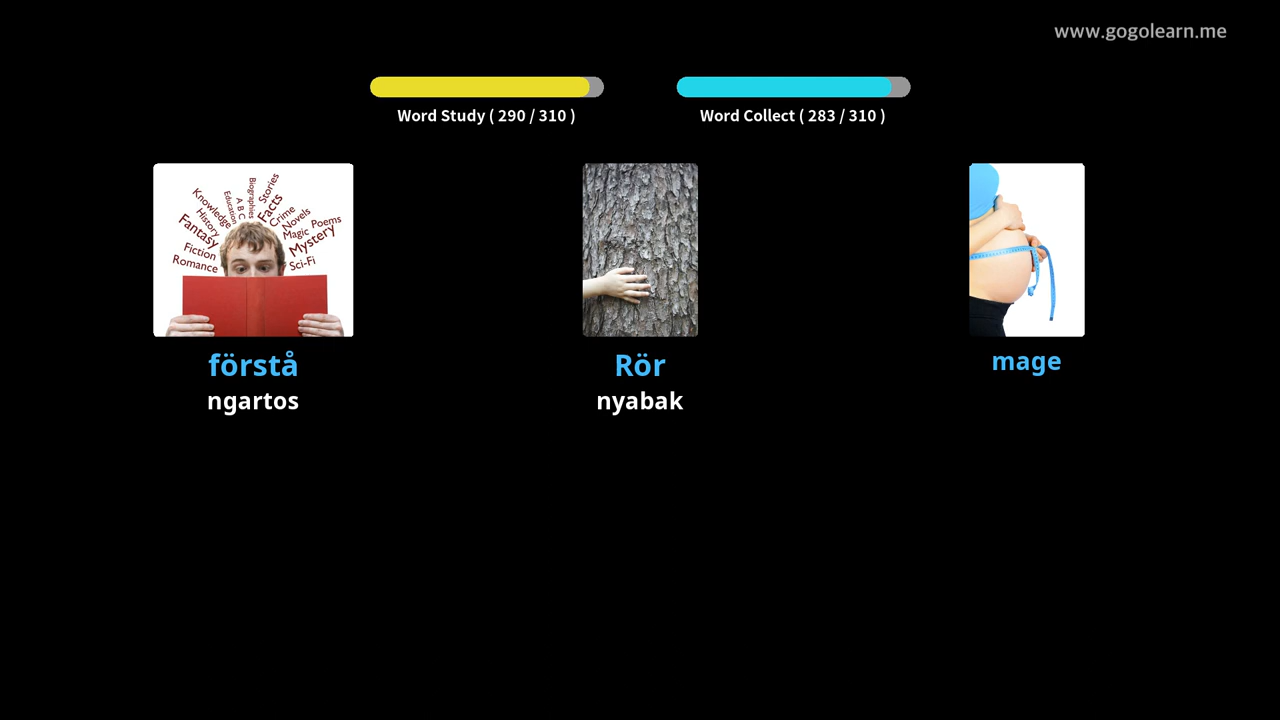 www.gogolearn.me
Word Study ( 290 / 310 )
Word Collect ( 283 / 310 )
Knowledge
History
Fantasy
Fiction
Romance
Education
A B C
Biographies
Stories
Facts
Crime
Novels
Magic
Poems
Mystery
Sci-Fi
förstå
ngartos
Rör
nyabak
mage